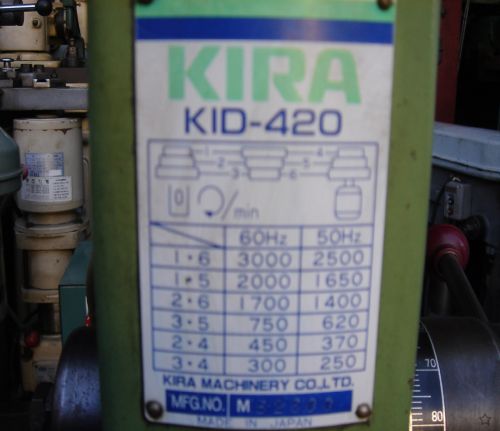 KIRA
KID-420
1 4
2 5
3 6
/min
60Hz 50Hz
1·6 3000 2500
1·5 2000 1650
2·6 1700 1400
3·5 750 620
2·4 450 370
3·4 300 250
KIRA MACHINERY CO.,LTD.
MFG.NO. M
MADE IN JAPAN
70
80